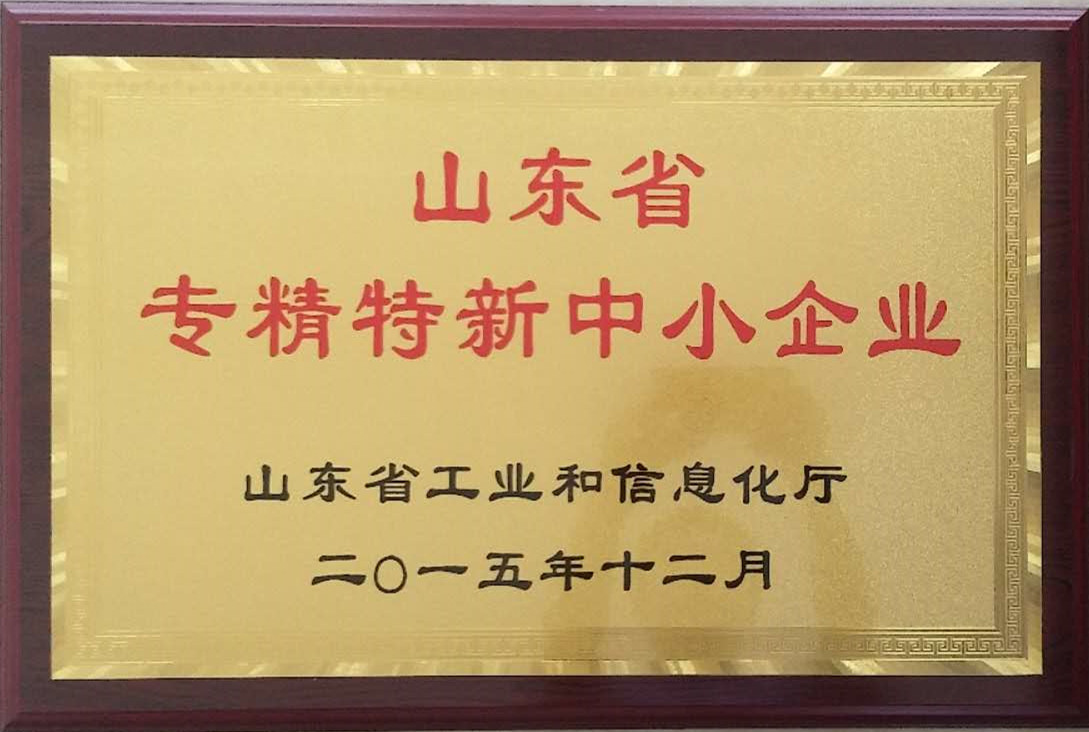 山东省
专精特新中小企业
山东省工业和信息化厅
二〇一五年十二月